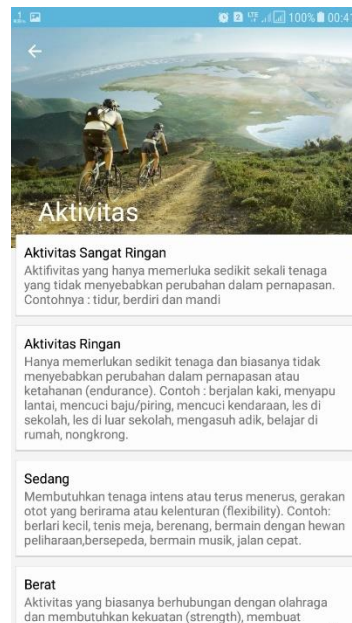 LTE 100% 00:41
Aktivitas
Aktivitas Sangat Ringan
Aktifivitas yang hanya memerluka sedikit sekali tenaga
yang tidak menyebabkan perubahan dalam pernapasan.
Contohnya : tidur, berdiri dan mandi
Aktivitas Ringan
Hanya memerlukan sedikit tenaga dan biasanya tidak
menyebabkan perubahan dalam pernapasan atau
ketahanan (endurance). Contoh : berjalan kaki, menyapu
lantai, mencuci baju/piring, mencuci kendaraan, les di
sekolah, les di luar sekolah, mengasuh adik, belajar di
rumah, nongkrong.
Sedang
Membutuhkan tenaga intens atau terus menerus, gerakan
otot yang berirama atau kelenturan (flexibility). Contoh:
berlari kecil, tenis meja, berenang, bermain dengan hewan
peliharaan,bersepeda, bermain musik, jalan cepat.
Berat
Aktivitas yang biasanya berhubungan dengan olahraga
dan membutuhkan kekuatan (strength), membuat